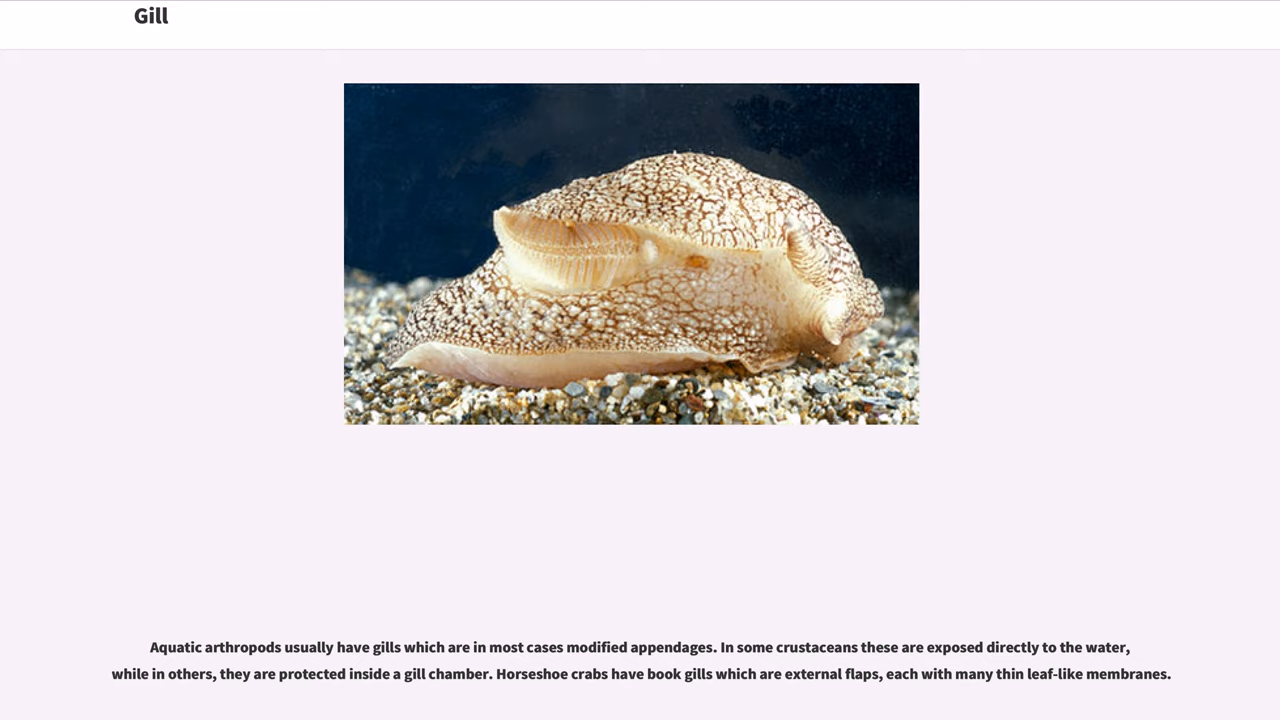 Gill
Aquatic arthropods usually have gills which are in most cases modified appendages. In some crustaceans these are exposed directly to the water,
while in others, they are protected inside a gill chamber. Horseshoe crabs have book gills which are external flaps, each with many thin leaf-like membranes.